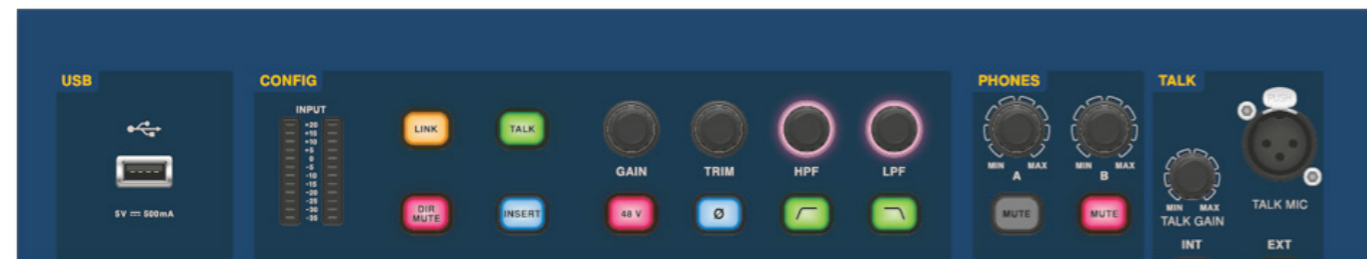 USB
5V ⎓ 500mA
CONFIG
INPUT
+20
+15
+10
+5
0
-5
-10
-15
-20
-25
-30
-35
LINK
TALK
DIR
MUTE
INSERT
GAIN
TRIM
HPF
LPF
48 V
Ø
PHONES
MIN MAX
A
MIN MAX
B
MUTE
MUTE
TALK
PUSH
MIN MAX
TALK GAIN
TALK MIC
INT
EXT